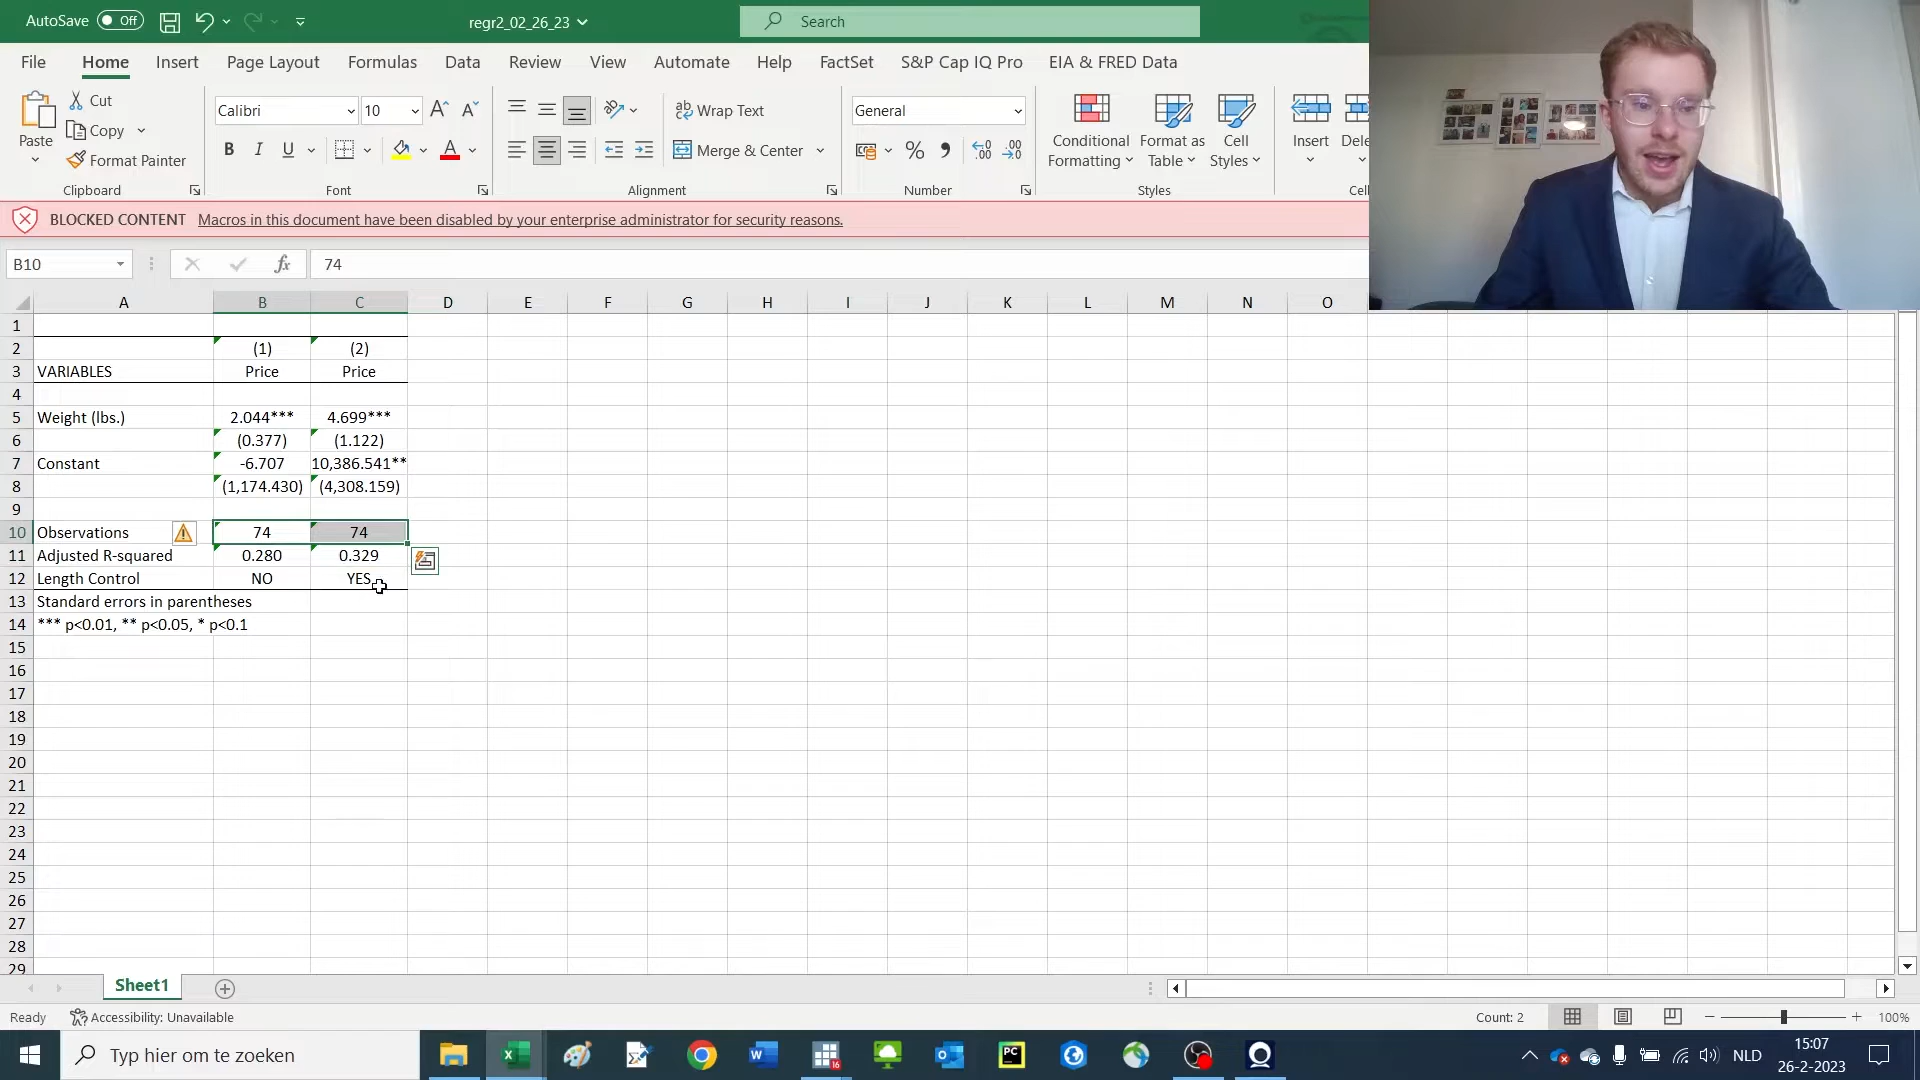 AutoSave Off
regr2_02_26_23
Search
File Home Insert Page Layout Formulas Data Review View Automate Help FactSet S&P Cap IQ Pro EIA & FRED Data
Paste
Cut
Copy
Format Painter
Clipboard
Calibri 10
B I U
Font
Wrap Text
Merge & Center
Alignment
General
Number
Conditional Formatting
Format as Table
Cell Styles
Styles
Insert
Dele
Cell
BLOCKED CONTENT Macros in this document have been disabled by your enterprise administrator for security reasons.
B10 fx 74
A B C D E F G H I J K L M N O
1
2 (1) (2)
3 VARIABLES Price Price
4
5 Weight (lbs.) 2.044*** 4.699***
6 (0.377) (1.122)
7 Constant -6.707 10,386.541**
8 (1,174.430) (4,308.159)
9
10 Observations 74 74
11 Adjusted R-squared 0.280 0.329
12 Length Control NO YES
13 Standard errors in parentheses
14 *** p<0.01, ** p<0.05, * p<0.1
15
16
17
18
19
20
21
22
23
24
25
26
27
28
29
Sheet1
Ready Accessibility: Unavailable Count: 2 100%
Typ hier om te zoeken
NLD
15:07
26-2-2023